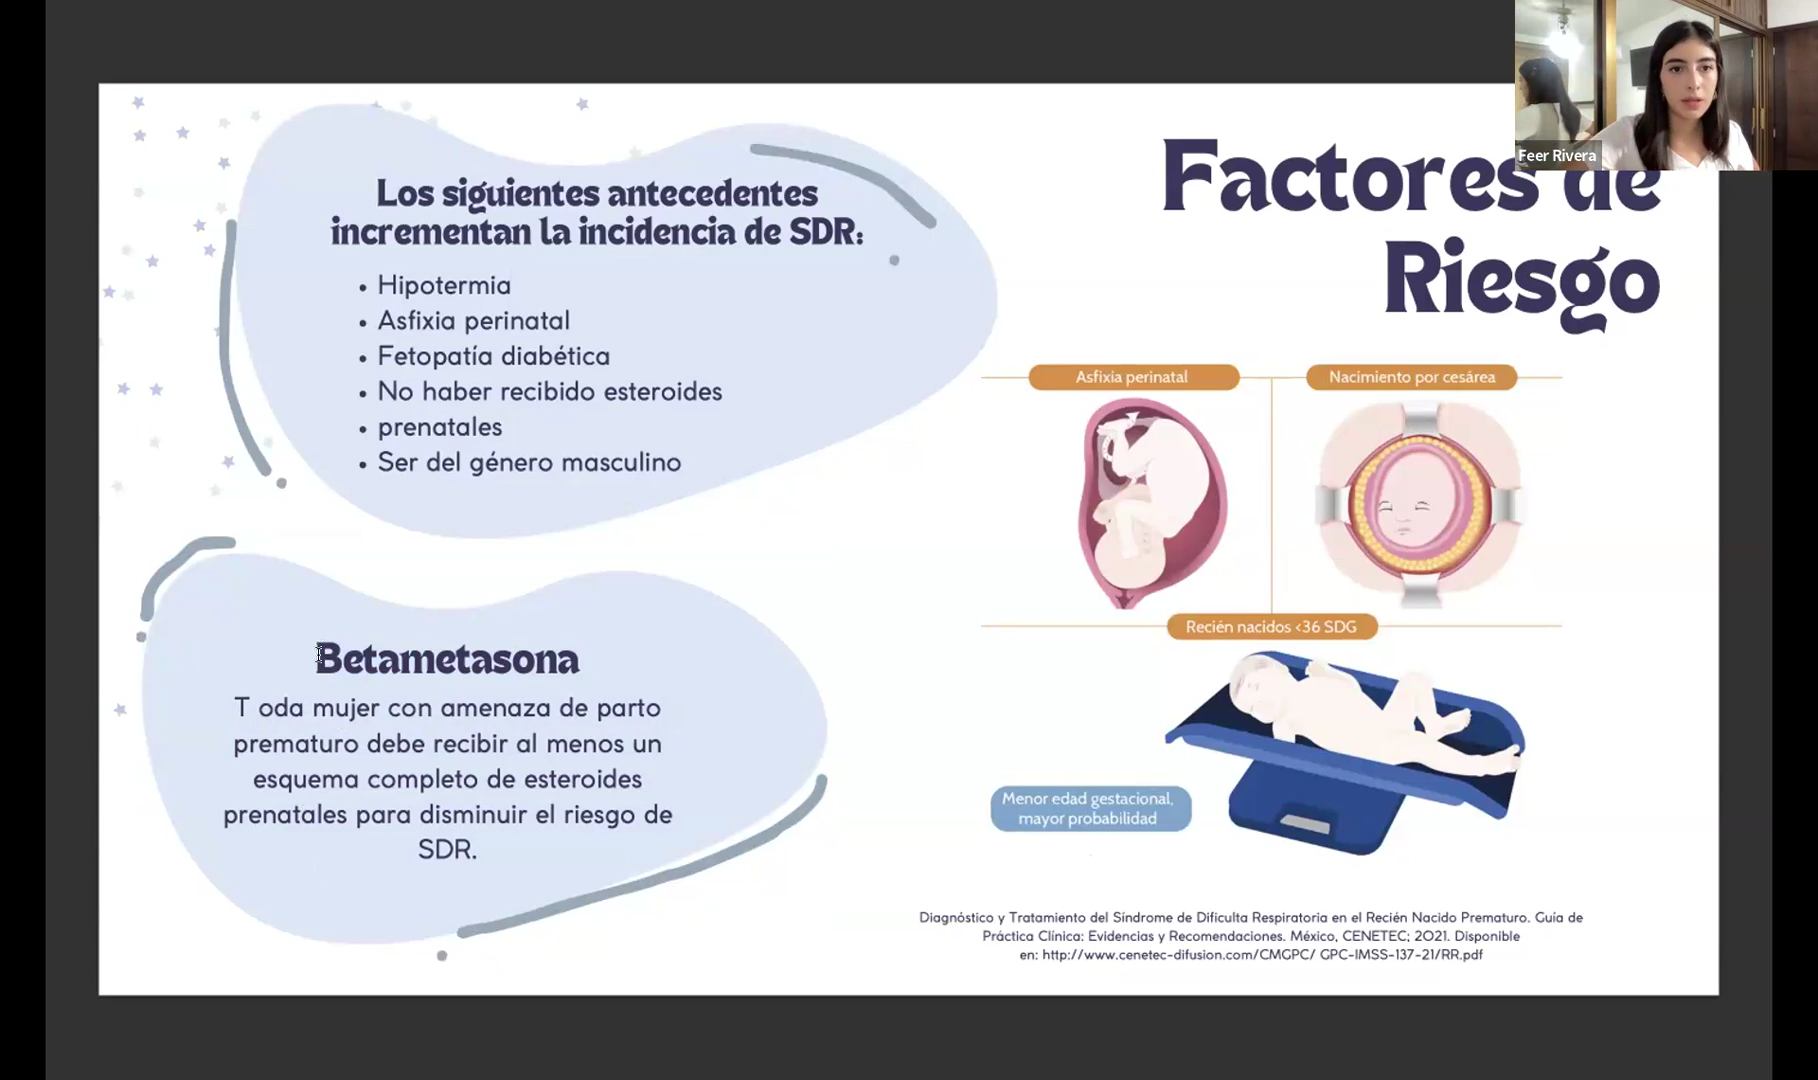 Feer Rivera
Factores de
Riesgo
Los siguientes antecedentes
incrementan la incidencia de SDR:
• Hipotermia
• Asfixia perinatal
• Fetopatía diabética
• No haber recibido esteroides
• prenatales
• Ser del género masculino
Betametasona
T oda mujer con amenaza de parto
prematuro debe recibir al menos un
esquema completo de esteroides
prenatales para disminuir el riesgo de
SDR.
Asfixia perinatal
Nacimiento por cesárea
Recién nacidos <36 SDG
Menor edad gestacional,
mayor probabilidad
Diagnóstico y Tratamiento del Síndrome de Dificulta Respiratoria en el Recién Nacido Prematuro. Guía de
Práctica Clínica: Evidencias y Recomendaciones. México, CENETEC; 2021. Disponible
en: http://www.cenetec-difusion.com/CMGPC/ GPC-IMSS-137-21/RR.pdf